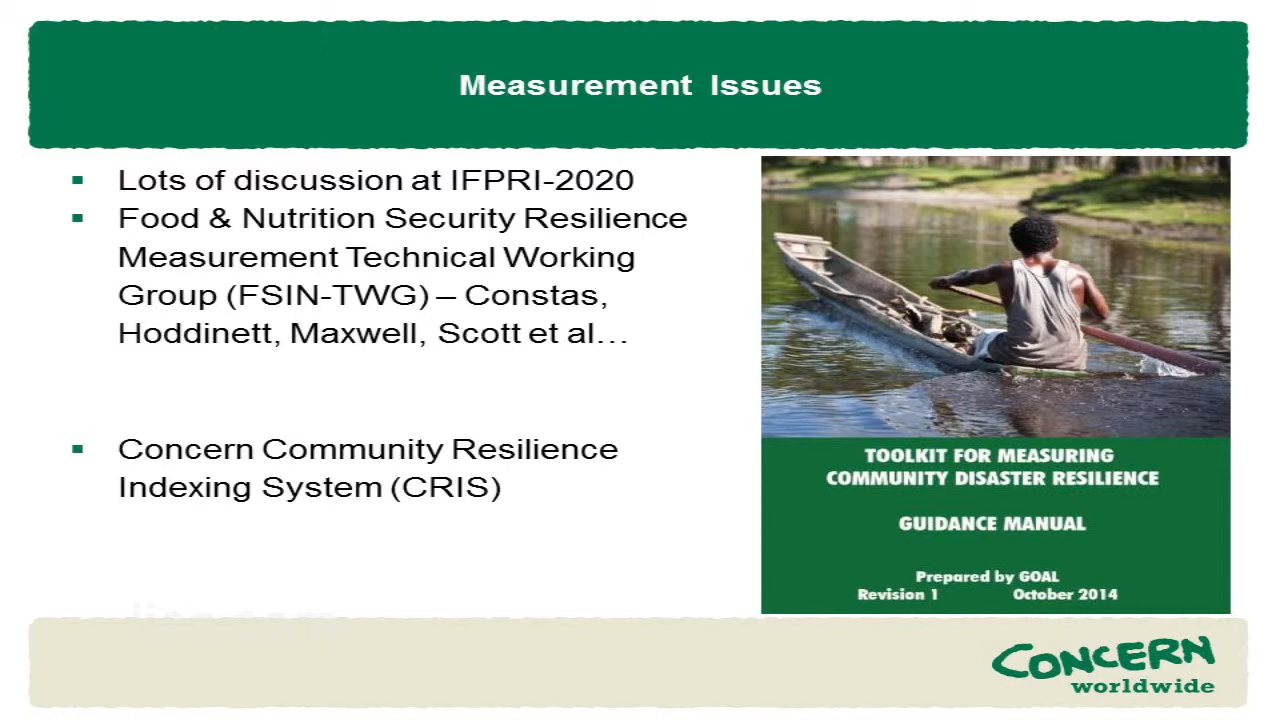 Measurement Issues
Lots of discussion at IFPRI-2020
Food & Nutrition Security Resilience
Measurement Technical Working
Group (FSIN-TWG) – Constas,
Hoddinett, Maxwell, Scott et al…
Concern Community Resilience
Indexing System (CRIS)
TOOLKIT FOR MEASURING
COMMUNITY DISASTER RESILIENCE
GUIDANCE MANUAL
Prepared by GOAL
Revision 1 October 2014
CONCERN
worldwide